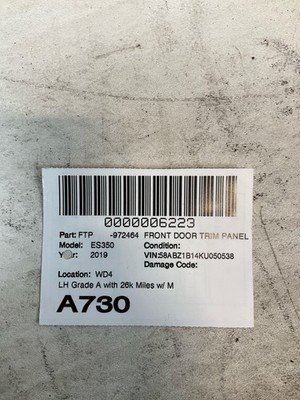 0000006223
Part: FTP -972464 FRONT DOOR TRIM PANEL
Model: ES350 Condition:
Year: 2019 VIN:58ABZ1B14KU050538
Damage Code:
Location: WD4
LH Grade A with 26k Miles w/ M
A730